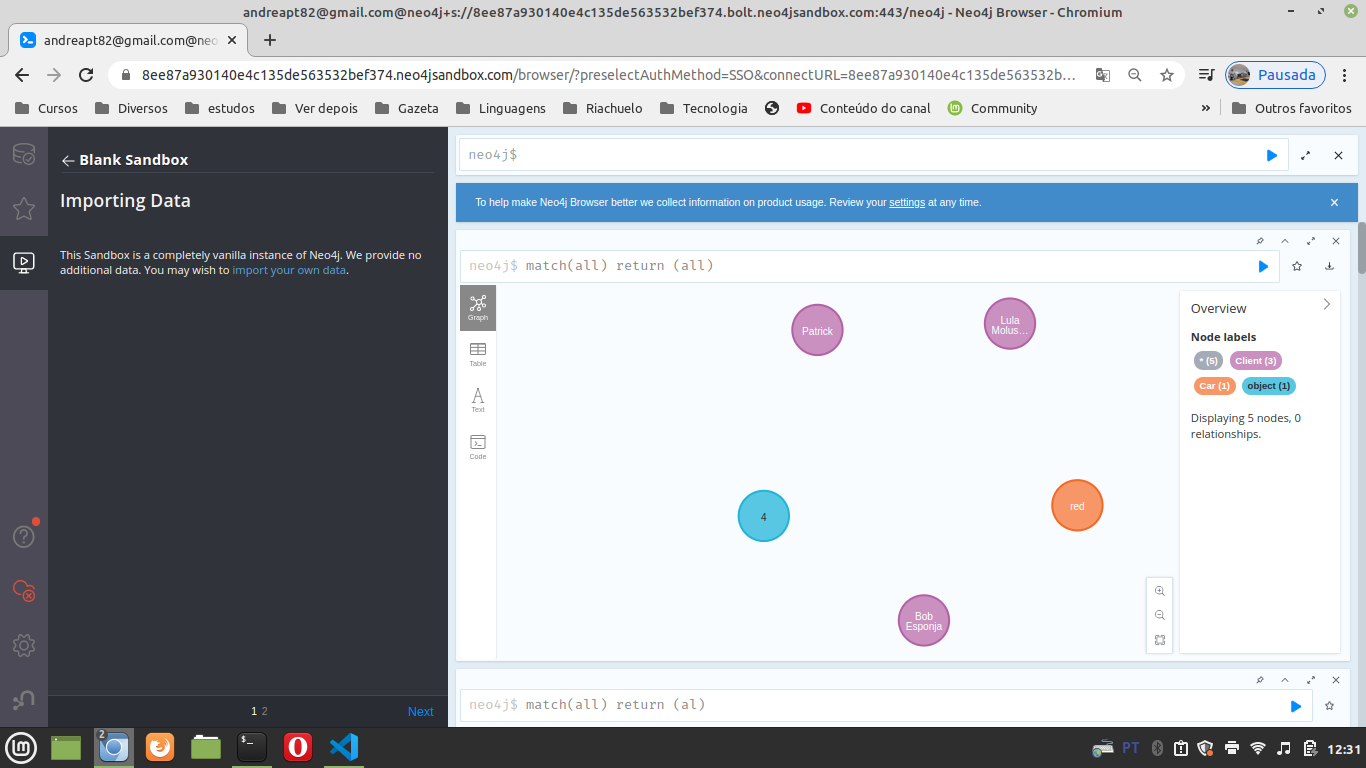 andreapt82@gmail.com@neo4j+s://8ee87a930140e4c135de563532bef374.bolt.neo4jsandbox.com:443/neo4j - Neo4j Browser - Chromium
andreapt82@gmail.com@neo
8ee87a930140e4c135de563532bef374.neo4jsandbox.com/browser/?preselectAuthMethod=SSO&connectURL=8ee87a930140e4c135de563532b...
Pausada
Cursos
Diversos
estudos
Ver depois
Gazeta
Linguagens
Riachuelo
Tecnologia
Conteúdo do canal
Community
»
Outros favoritos
Blank Sandbox
Importing Data
This Sandbox is a completely vanilla instance of Neo4j. We provide no
additional data. You may wish to import your own data.
1 2
Next
neo4j$
To help make Neo4j Browser better we collect information on product usage. Review your settings at any time.
neo4j$ match(all) return (all)
Graph
Table
Text
Code
Patrick
Lula
Molus...
4
red
Bob
Esponja
Overview
Node labels
* (5)
Client (3)
Car (1)
object (1)
Displaying 5 nodes, 0
relationships.
neo4j$ match(all) return (al)
2
$_
PT
12:31